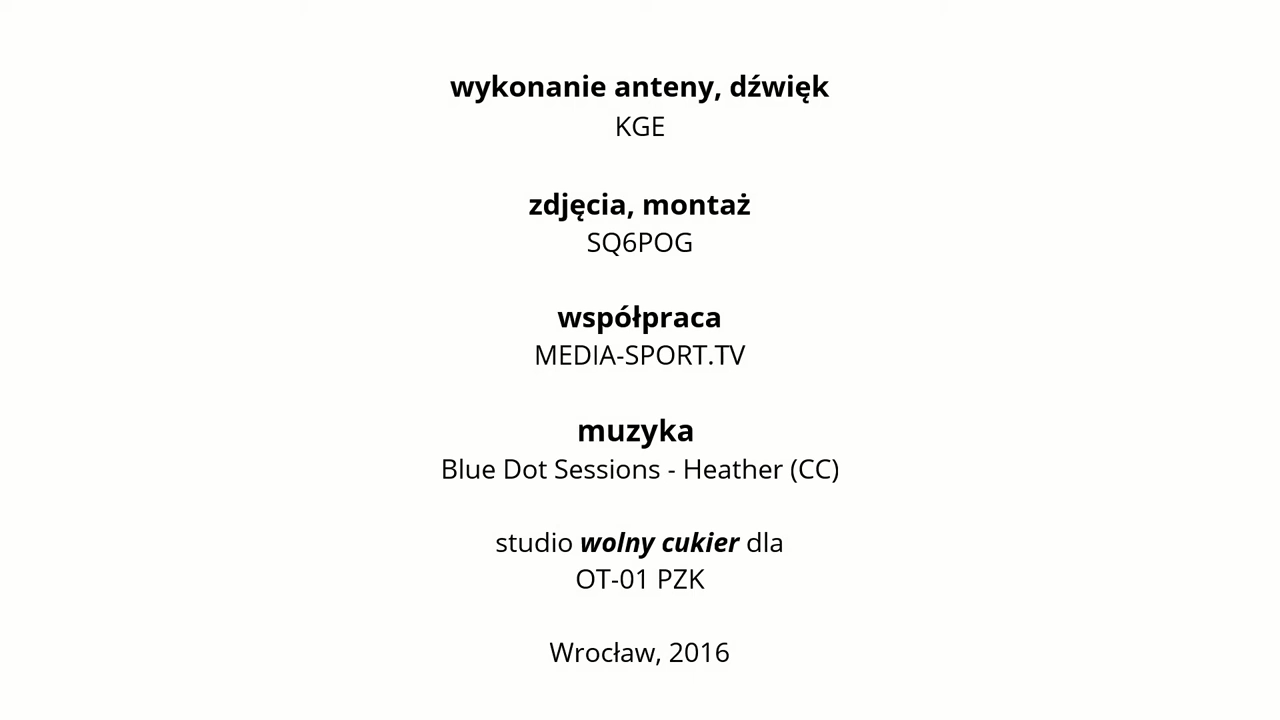 wykonanie anteny, dźwięk
KGE
zdjęcia, montaż
SQ6POG
współpraca
MEDIA-SPORT.TV
muzyka
Blue Dot Sessions - Heather (CC)
studio wolny cukier dla
OT-01 PZK
Wrocław, 2016